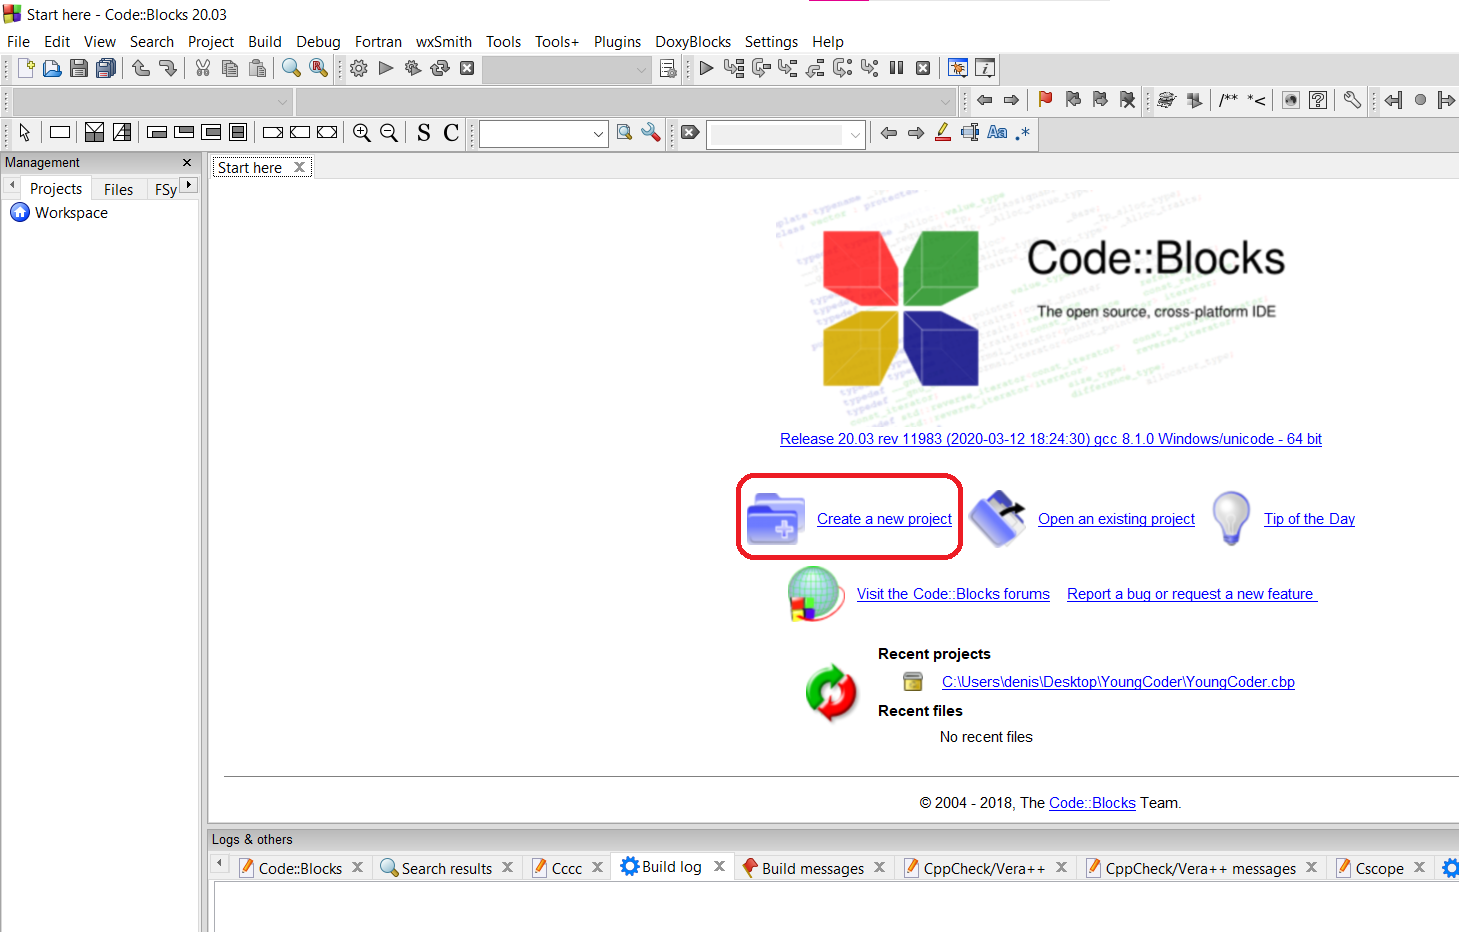 Start here - Code::Blocks 20.03
File Edit View Search Project Build Debug Fortran wxSmith Tools Tools+ Plugins DoxyBlocks Settings Help
/** *<
S C
Aa .*
Management
Start here
Projects Files FSy
Workspace
Code::Blocks
The open source, cross-platform IDE
Release 20.03 rev 11983 (2020-03-12 18:24:30) gcc 8.1.0 Windows/unicode - 64 bit
Create a new project Open an existing project Tip of the Day
Visit the Code::Blocks forums Report a bug or request a new feature
Recent projects
C:\Users\denis\Desktop\YoungCoder\YoungCoder.cbp
Recent files
No recent files
© 2004 - 2018, The Code::Blocks Team.
Logs & others
Code::Blocks Search results Cccc Build log Build messages CppCheck/Vera++ CppCheck/Vera++ messages Cscope